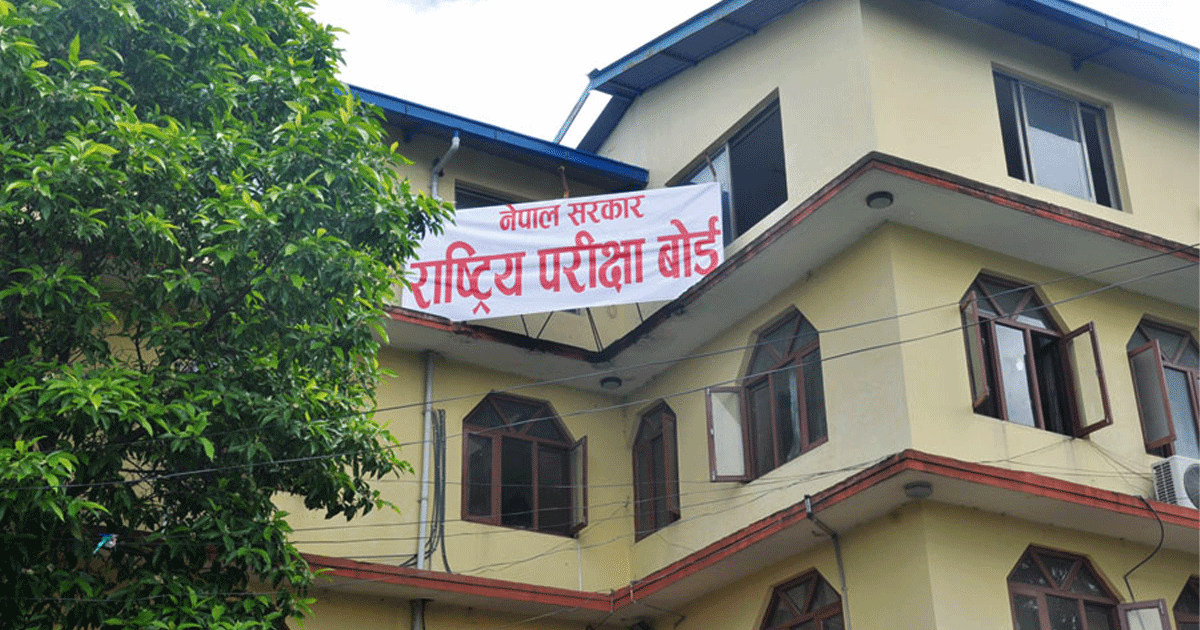 नेपाल सरकार
राष्ट्रिय परीक्षा बोर्ड